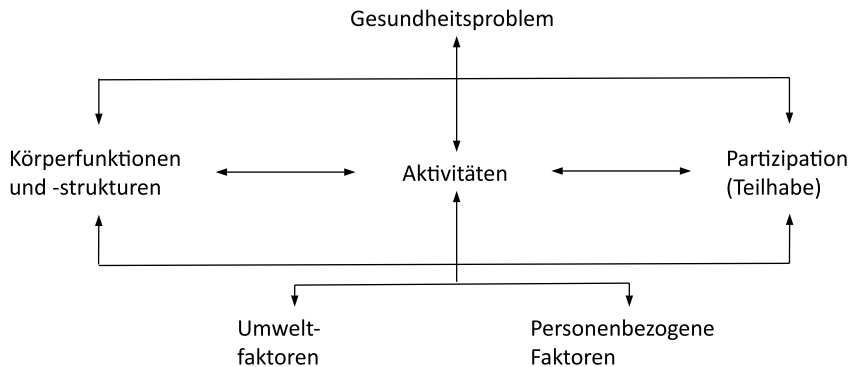 Gesundheitsproblem
Körperfunktionen
und -strukturen
Aktivitäten
Partizipation
(Teilhabe)
Umwelt-
faktoren
Personenbezogene
Faktoren